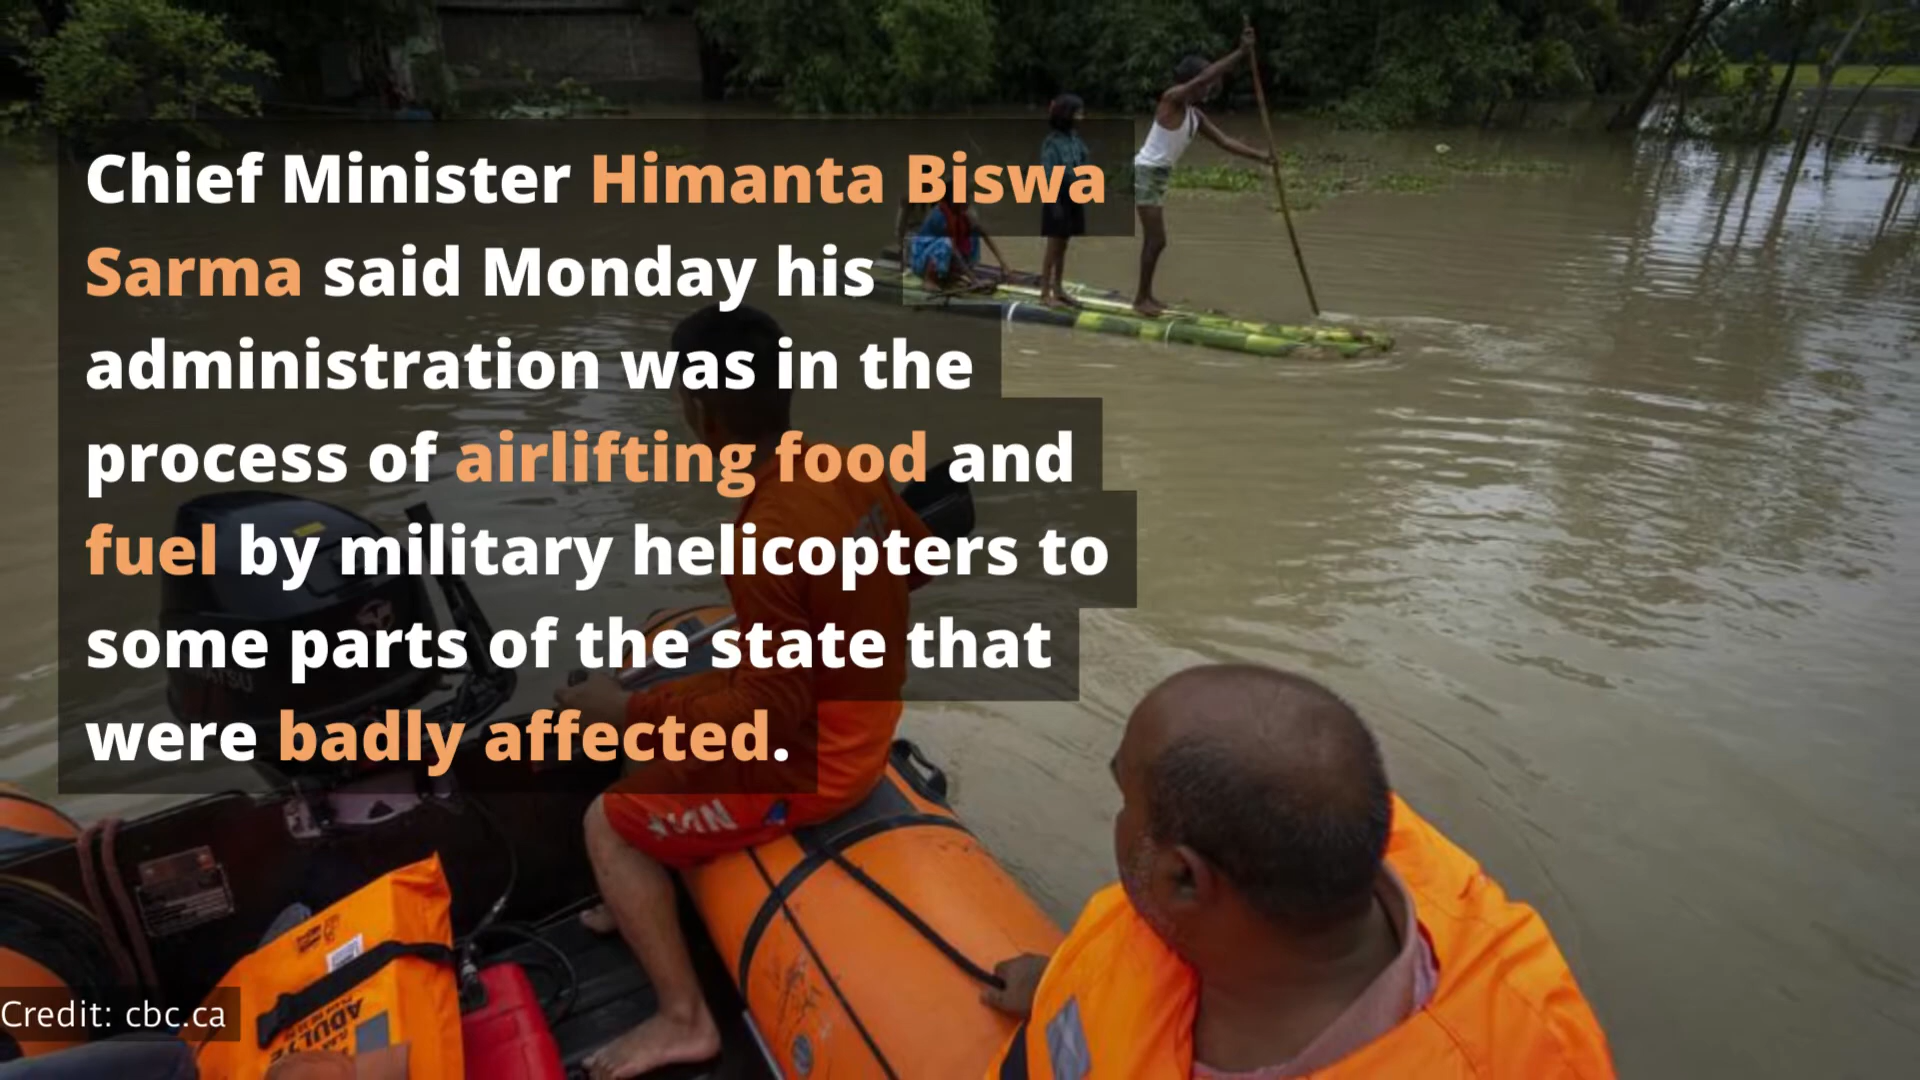 Chief Minister Himanta Biswa
Sarma said Monday his
administration was in the
process of airlifting food and
fuel by military helicopters to
some parts of the state that
were badly affected.
ADULTE
Credit: cbc.ca